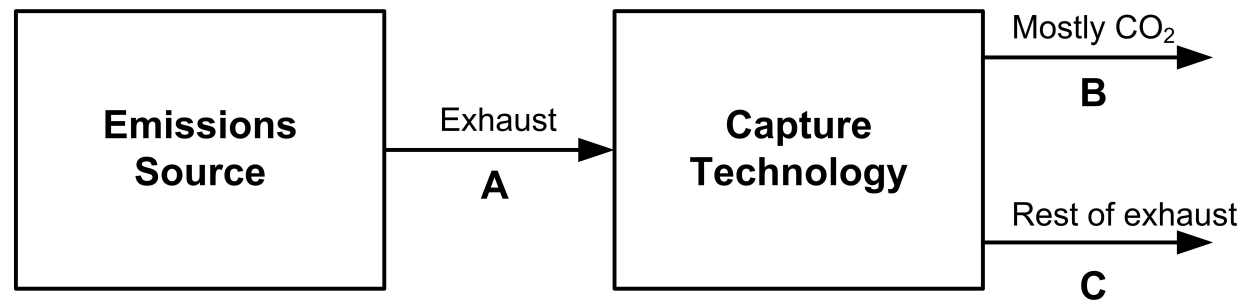 Emissions
Source
Exhaust
A
Capture
Technology
Mostly CO₂
B
Rest of exhaust
C